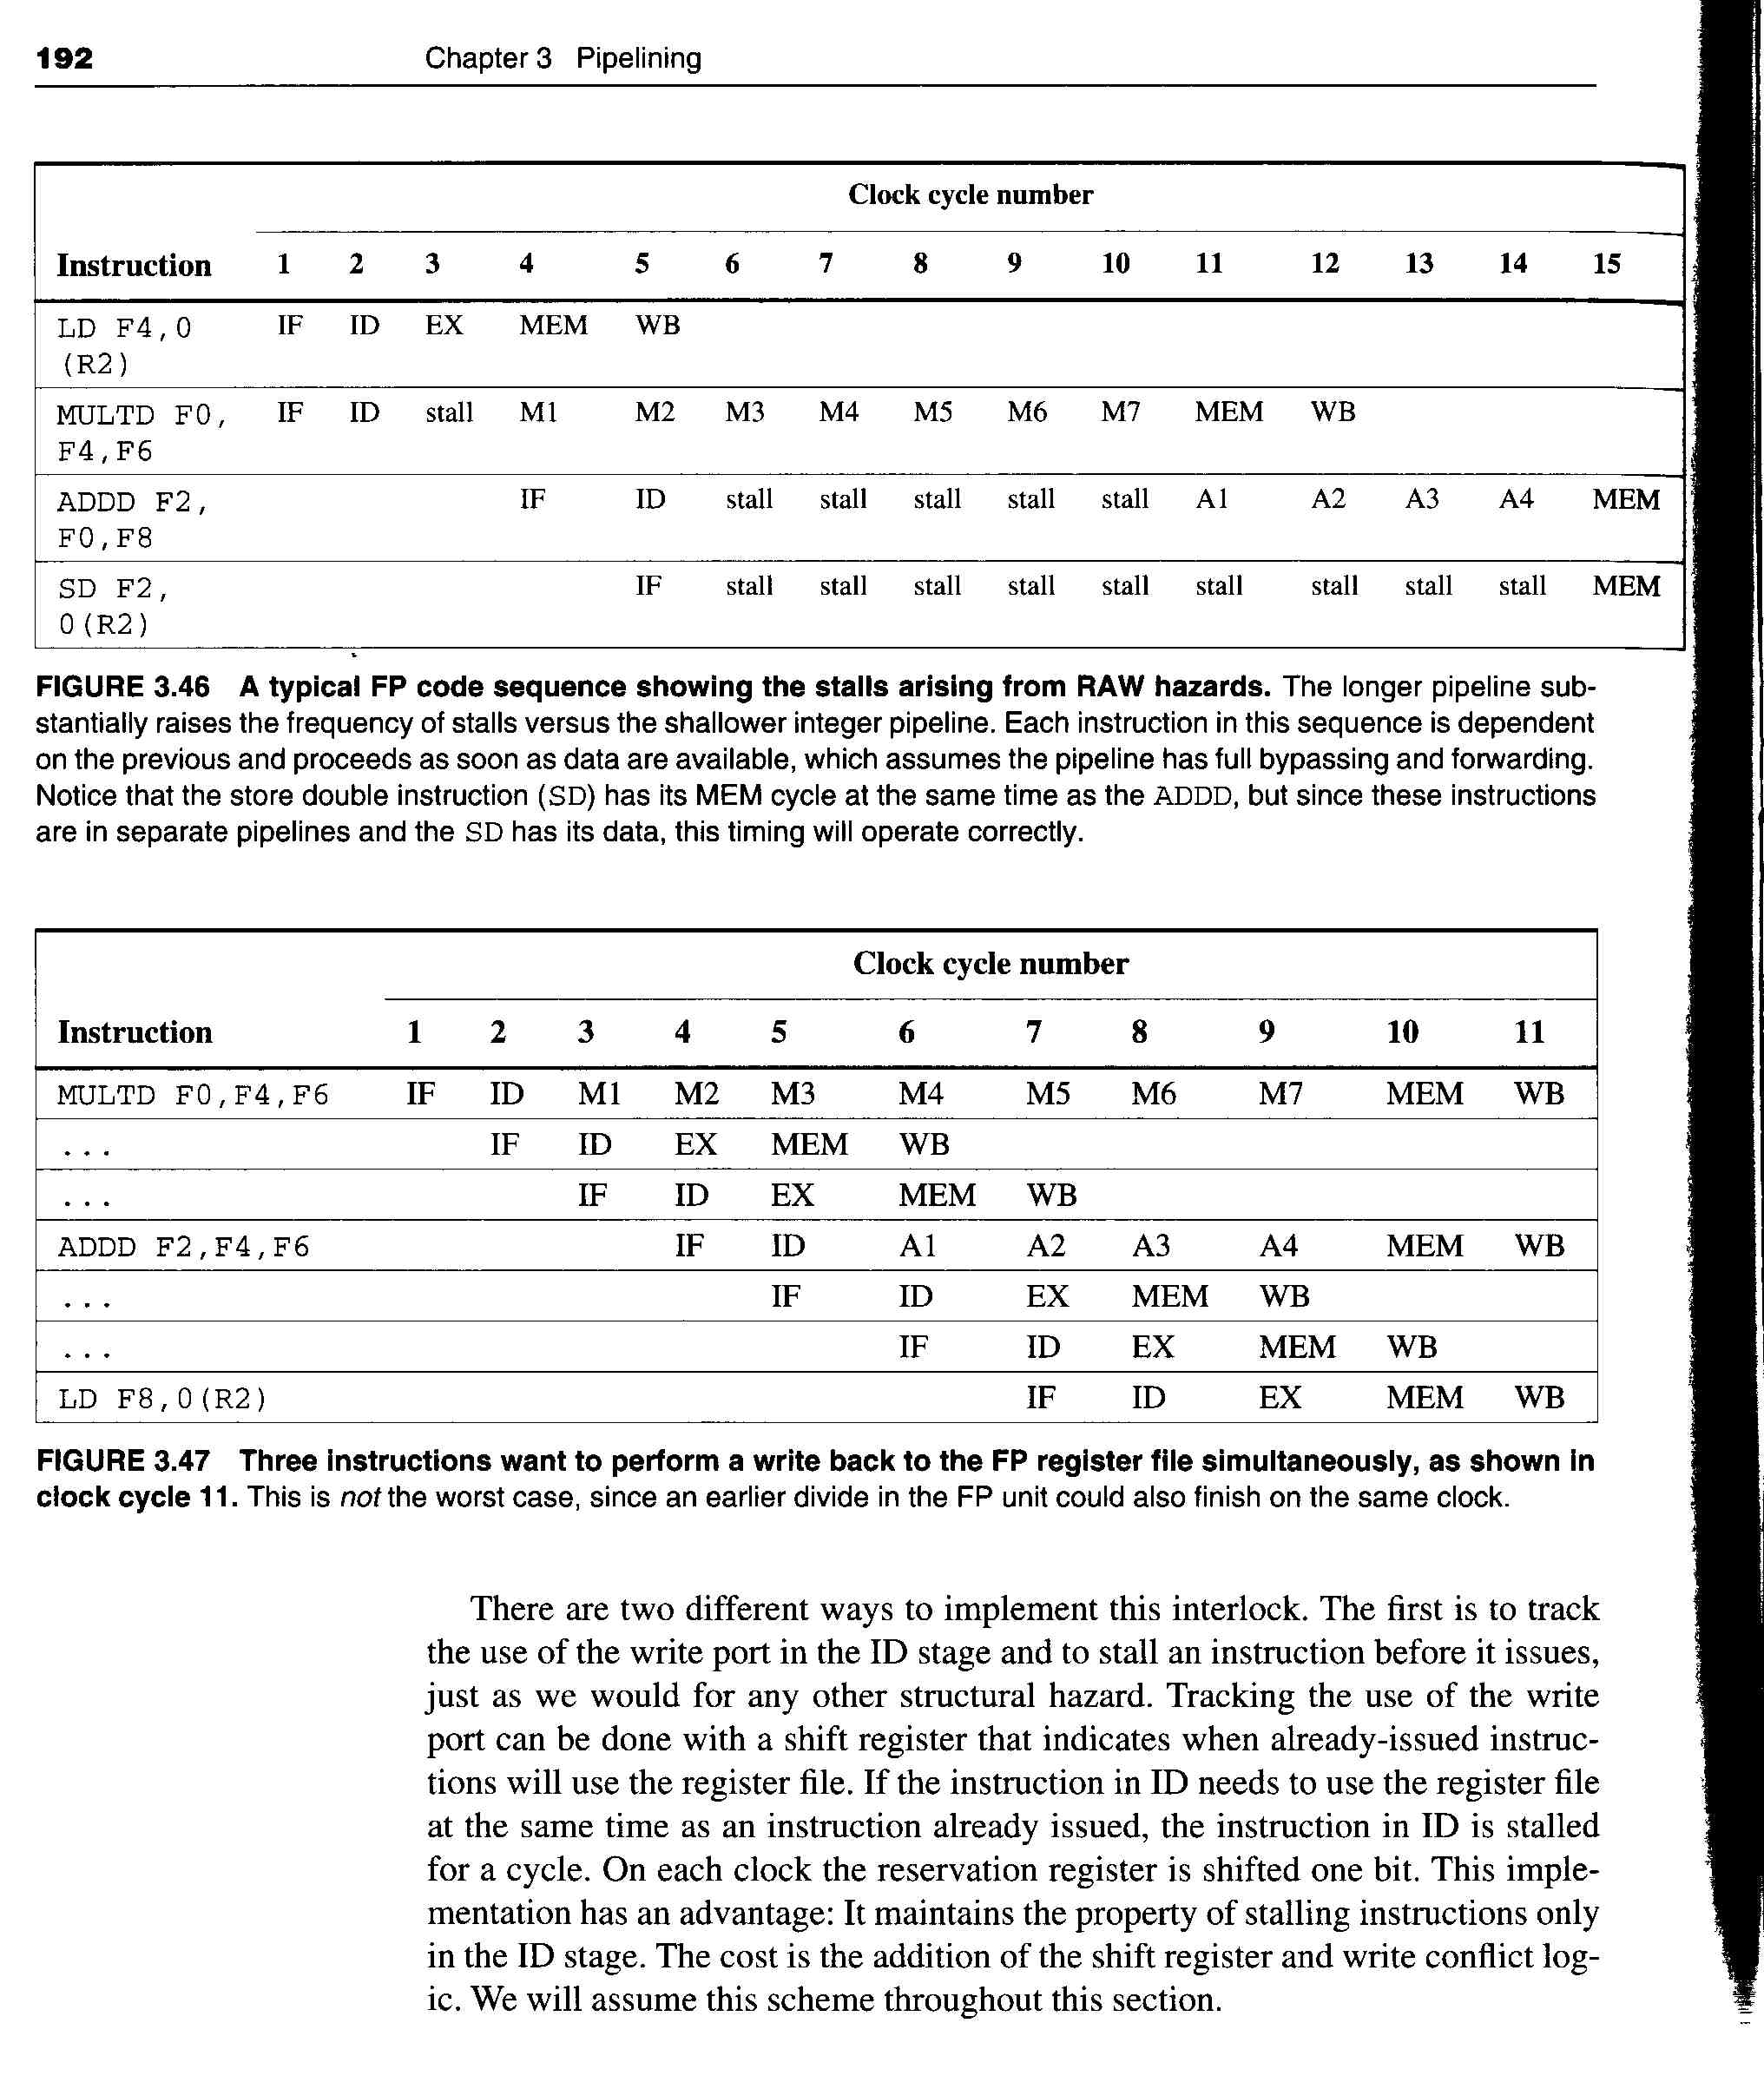 192 Chapter 3 Pipelining
Clock cycle number
Instruction 1 2 3 4 5 6 7 8 9 10 11 12 13 14 15
LD F4,0 IF ID EX MEM WB
(R2)
MULTD F0, IF ID stall M1 M2 M3 M4 M5 M6 M7 MEM WB
F4,F6
ADDD F2, IF ID stall stall stall stall stall A1 A2 A3 A4 MEM
F0,F8
SD F2, IF stall stall stall stall stall stall stall stall stall MEM
0(R2)
FIGURE 3.46 A typical FP code sequence showing the stalls arising from RAW hazards. The longer pipeline sub-
stantially raises the frequency of stalls versus the shallower integer pipeline. Each instruction in this sequence is dependent
on the previous and proceeds as soon as data are available, which assumes the pipeline has full bypassing and forwarding.
Notice that the store double instruction (SD) has its MEM cycle at the same time as the ADDD, but since these instructions
are in separate pipelines and the SD has its data, this timing will operate correctly.
Clock cycle number
Instruction 1 2 3 4 5 6 7 8 9 10 11
MULTD F0,F4,F6 IF ID M1 M2 M3 M4 M5 M6 M7 MEM WB
... IF ID EX MEM WB
... IF ID EX MEM WB
ADDD F2,F4,F6 IF ID A1 A2 A3 A4 MEM WB
... IF ID EX MEM WB
... IF ID EX MEM WB
LD F8,0(R2) IF ID EX MEM WB
FIGURE 3.47 Three instructions want to perform a write back to the FP register file simultaneously, as shown in
clock cycle 11. This is not the worst case, since an earlier divide in the FP unit could also finish on the same clock.
There are two different ways to implement this interlock. The first is to track
the use of the write port in the ID stage and to stall an instruction before it issues,
just as we would for any other structural hazard. Tracking the use of the write
port can be done with a shift register that indicates when already-issued instruc-
tions will use the register file. If the instruction in ID needs to use the register file
at the same time as an instruction already issued, the instruction in ID is stalled
for a cycle. On each clock the reservation register is shifted one bit. This imple-
mentation has an advantage: It maintains the property of stalling instructions only
in the ID stage. The cost is the addition of the shift register and write conflict log-
ic. We will assume this scheme throughout this section.